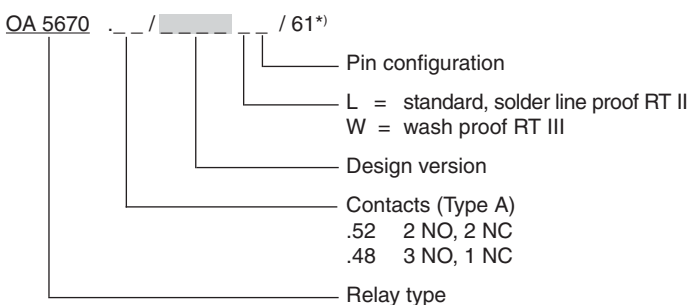 OA 5670 ._ _ / _ _ _ _ _ _ / 61*)
Pin configuration
L = standard, solder line proof RT II
W = wash proof RT III
Design version
Contacts (Type A)
.52 2 NO, 2 NC
.48 3 NO, 1 NC
Relay type